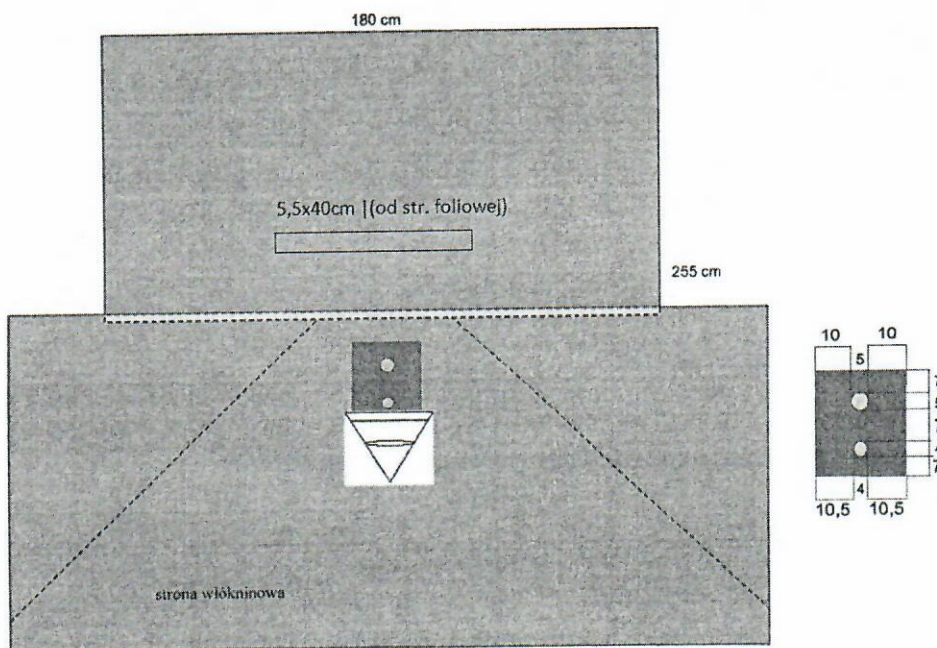 180 cm
5,5x40cm |(od str. foliowej)
255 cm
10 10
5
4
10,5 10,5
strona włókninowa